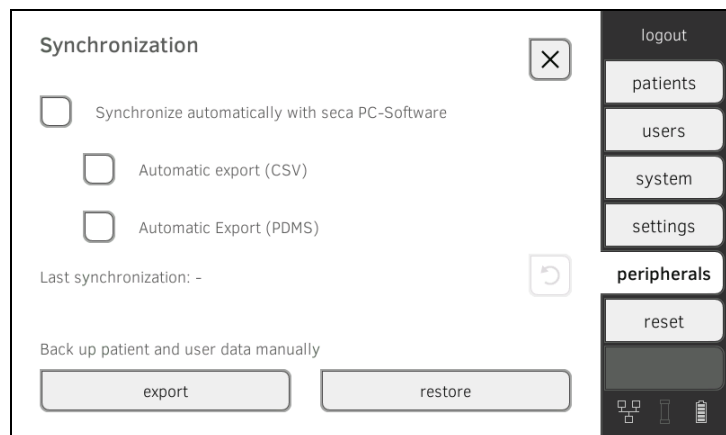 Synchronization
Synchronize automatically with seca PC-Software
Automatic export (CSV)
Automatic Export (PDMS)
Last synchronization: -
Back up patient and user data manually
export
restore
logout
patients
users
system
settings
peripherals
reset